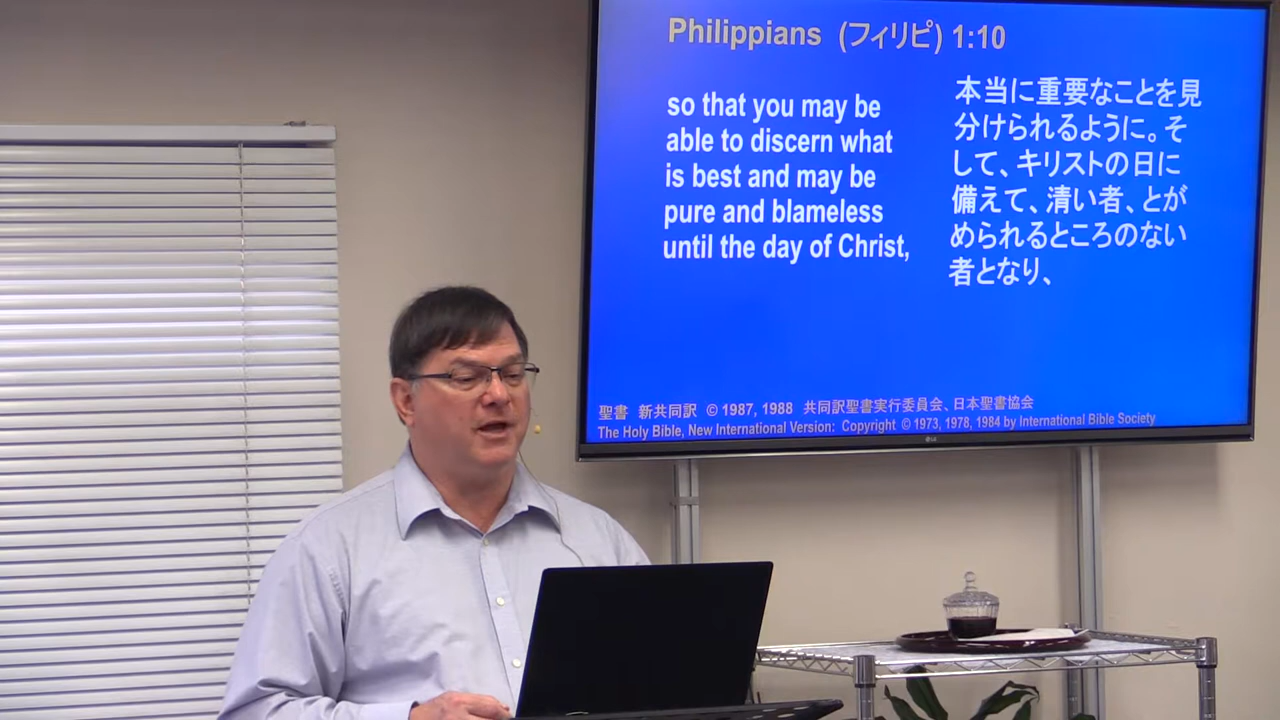 Philippians (フィリピ) 1:10
so that you may be
able to discern what
is best and may be
pure and blameless
until the day of Christ,
本当に重要なことを見
分けられるように。そ
して、キリストの日に
備えて、清い者、とが
められるところのない
者となり、
聖書 新共同訳 © 1987, 1988 共同訳聖書実行委員会、日本聖書協会
The Holy Bible, New International Version: Copyright © 1973, 1978, 1984 by International Bible Society
LG